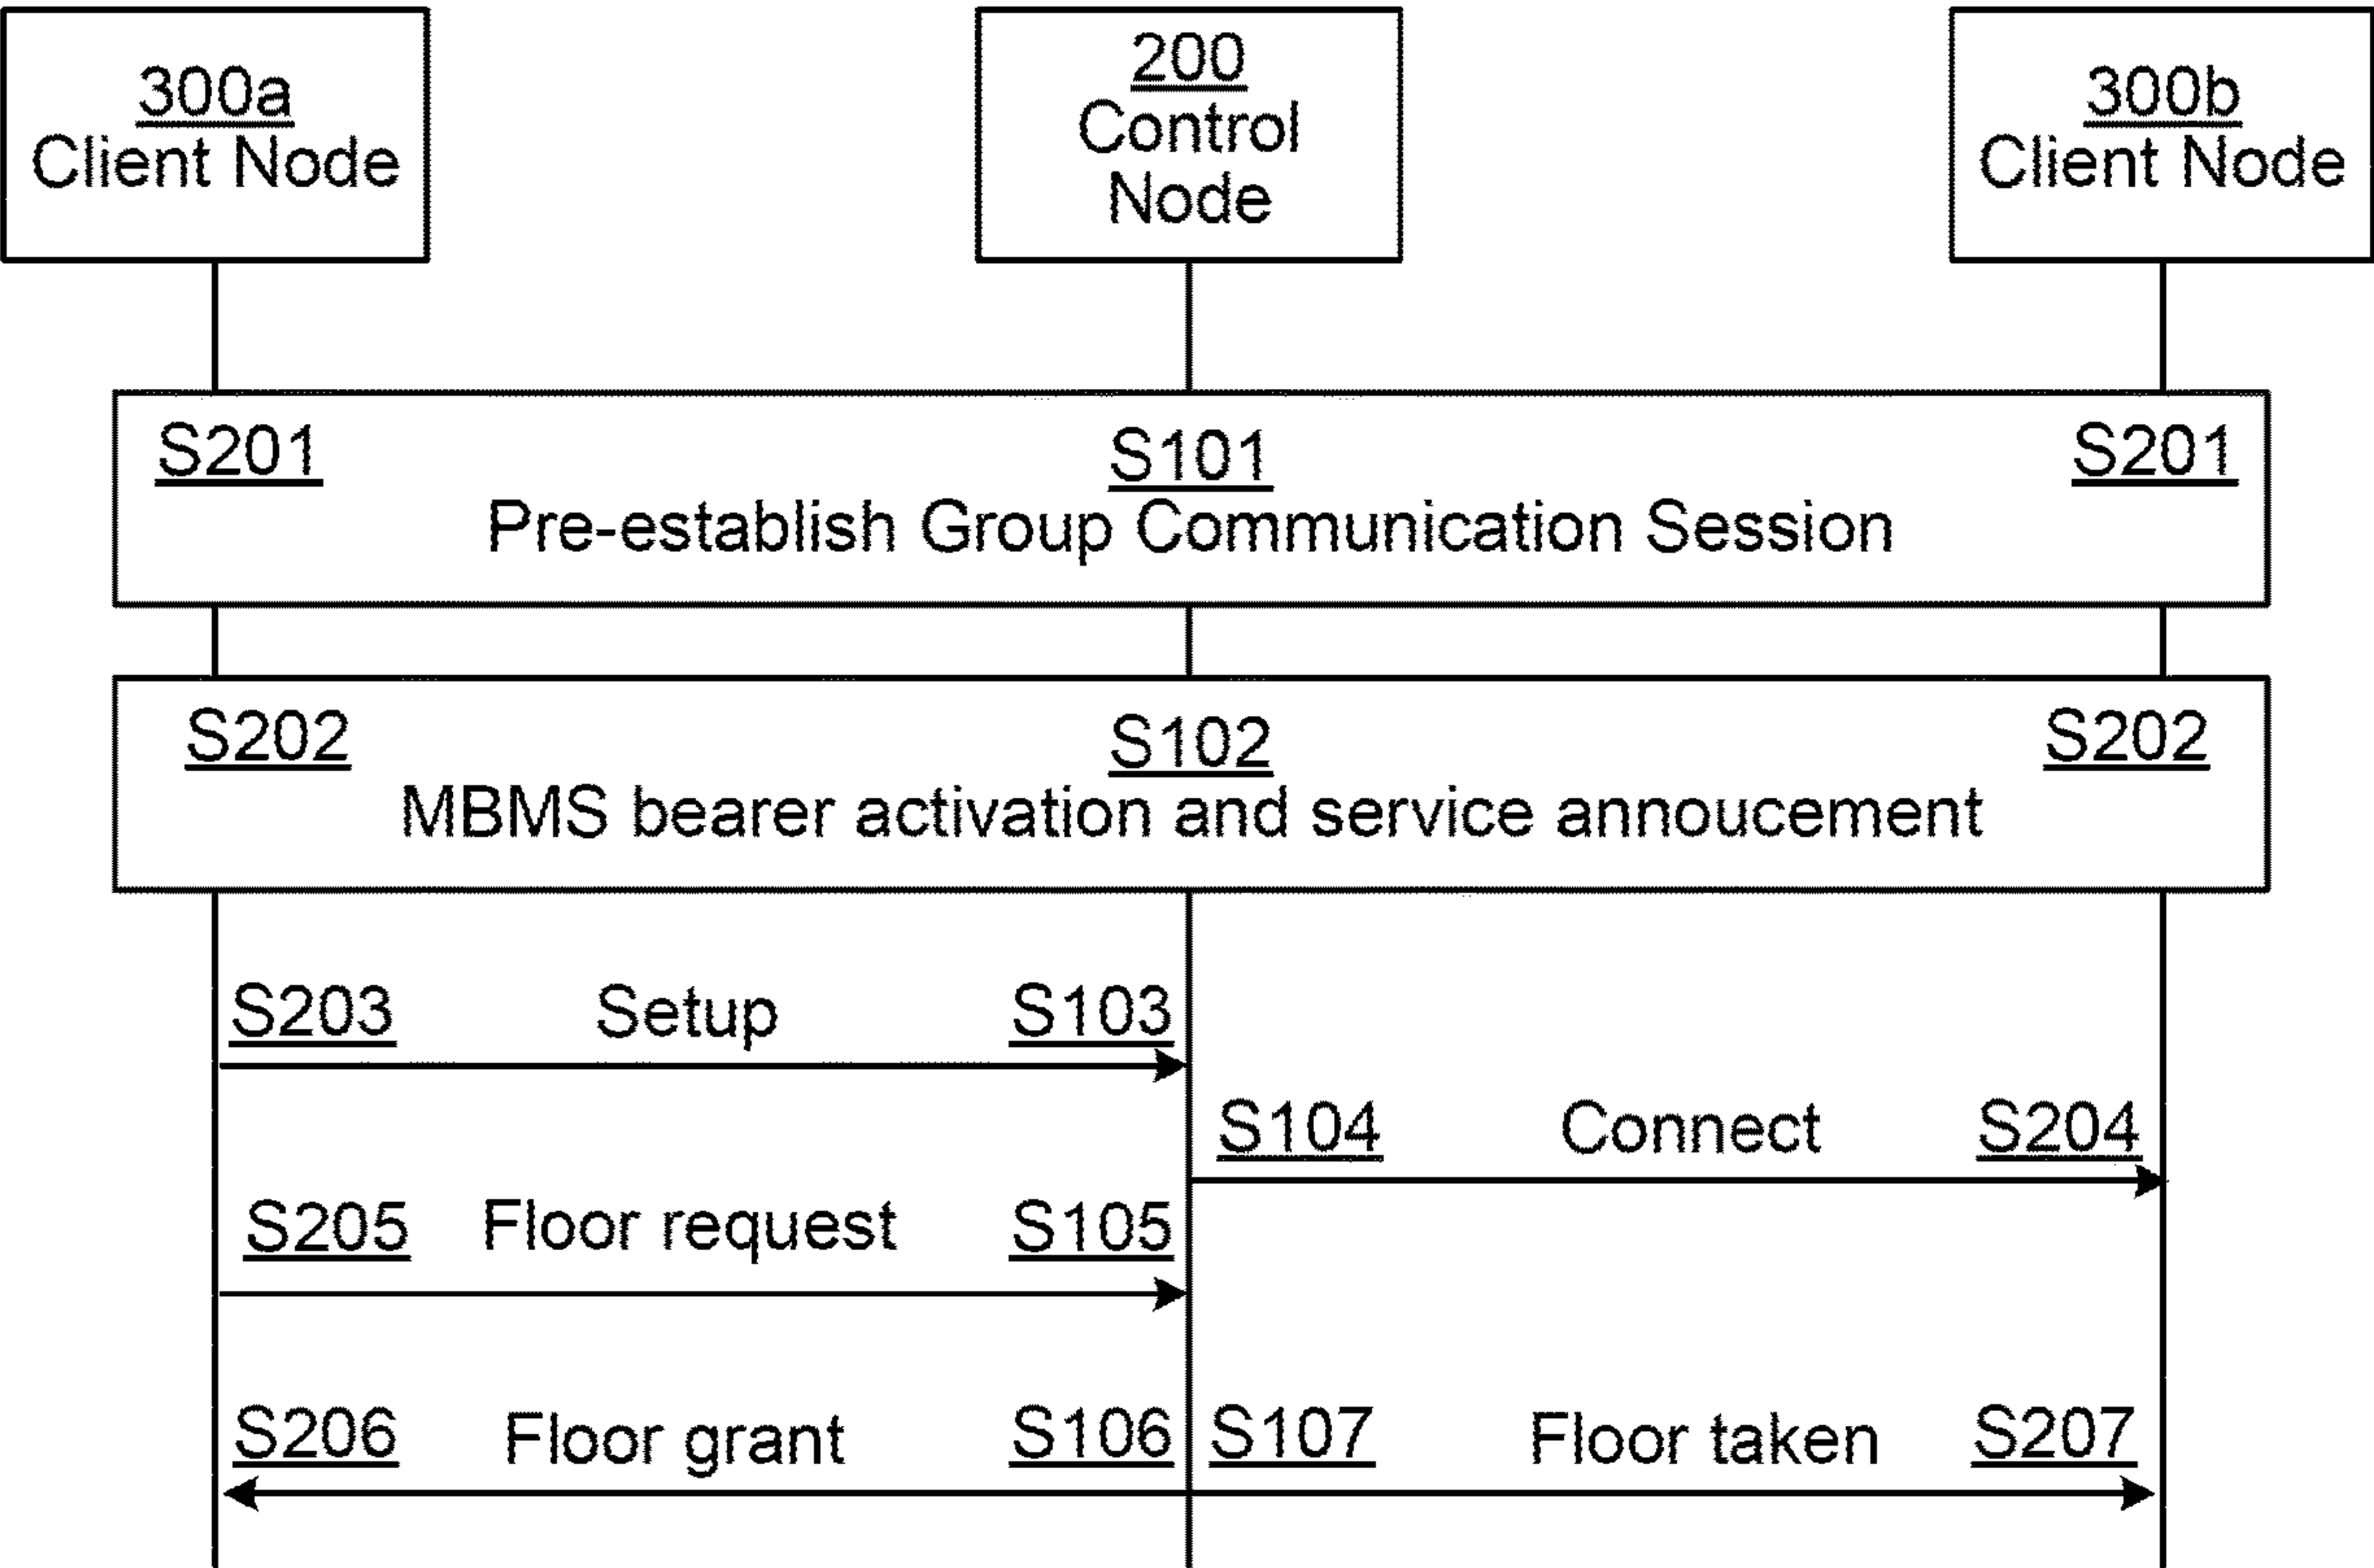 300a
Client Node
200
Control
Node
300b
Client Node
S201 S101 S201
Pre-establish Group Communication Session
S202 S102 S202
MBMS bearer activation and service annoucement
S203 Setup S103
S104 Connect S204
S205 Floor request S105
S206 Floor grant S106 S107 Floor taken S207